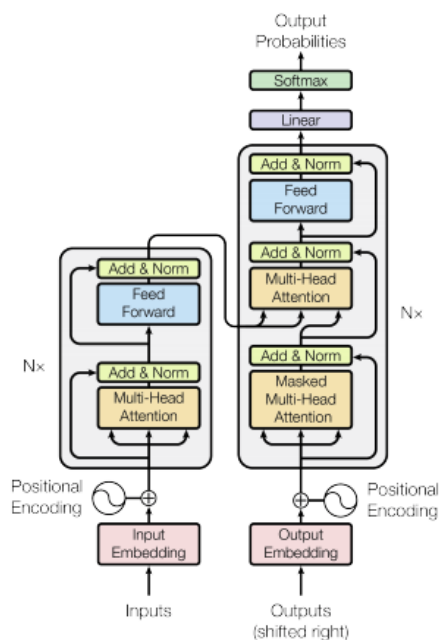 Output
Probabilities
Softmax
Linear
Add & Norm
Feed
Forward
Add & Norm
Multi-Head
Attention
Add & Norm
Masked
Multi-Head
Attention
N×
Positional
Encoding
Output
Embedding
Outputs
(shifted right)
Add & Norm
Feed
Forward
Add & Norm
Multi-Head
Attention
N×
Positional
Encoding
Input
Embedding
Inputs